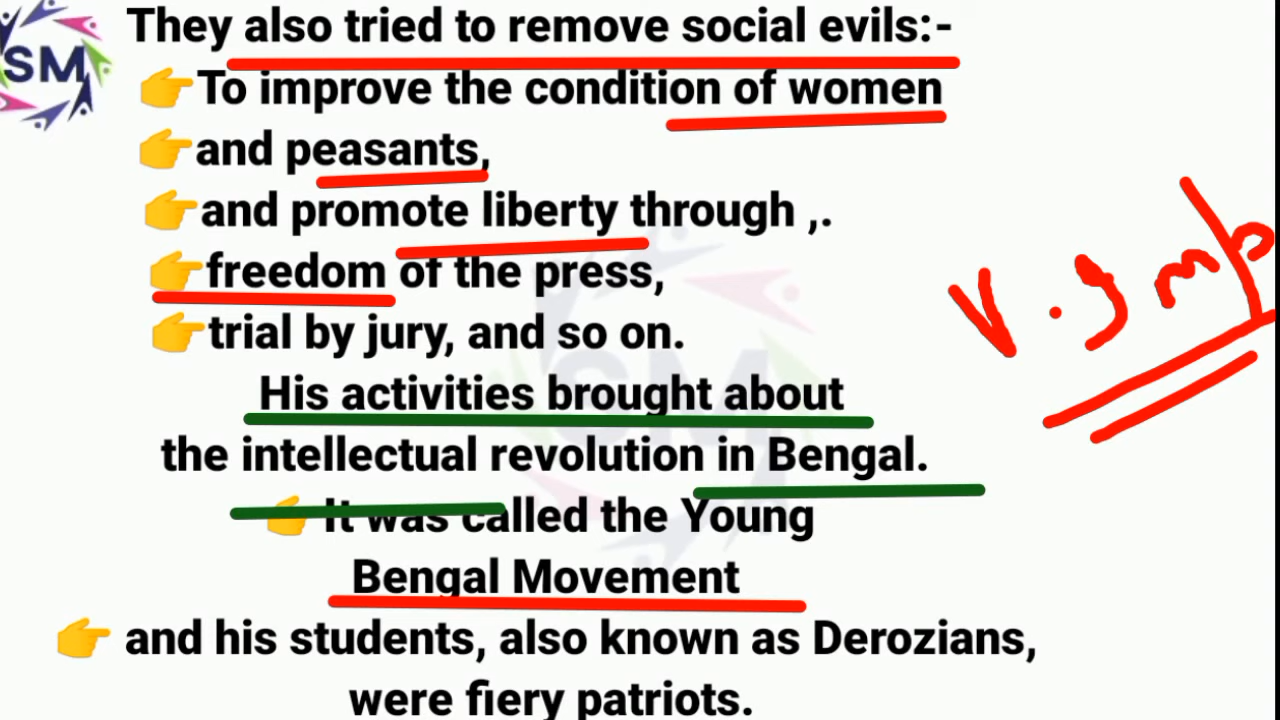 SM
They also tried to remove social evils:-
👉To improve the condition of women
👉and peasants,
👉and promote liberty through ,.
👉freedom of the press,
👉trial by jury, and so on.
V. Imp
His activities brought about
the intellectual revolution in Bengal.
👉 It was called the Young
Bengal Movement
👉 and his students, also known as Derozians,
were fiery patriots.
SM